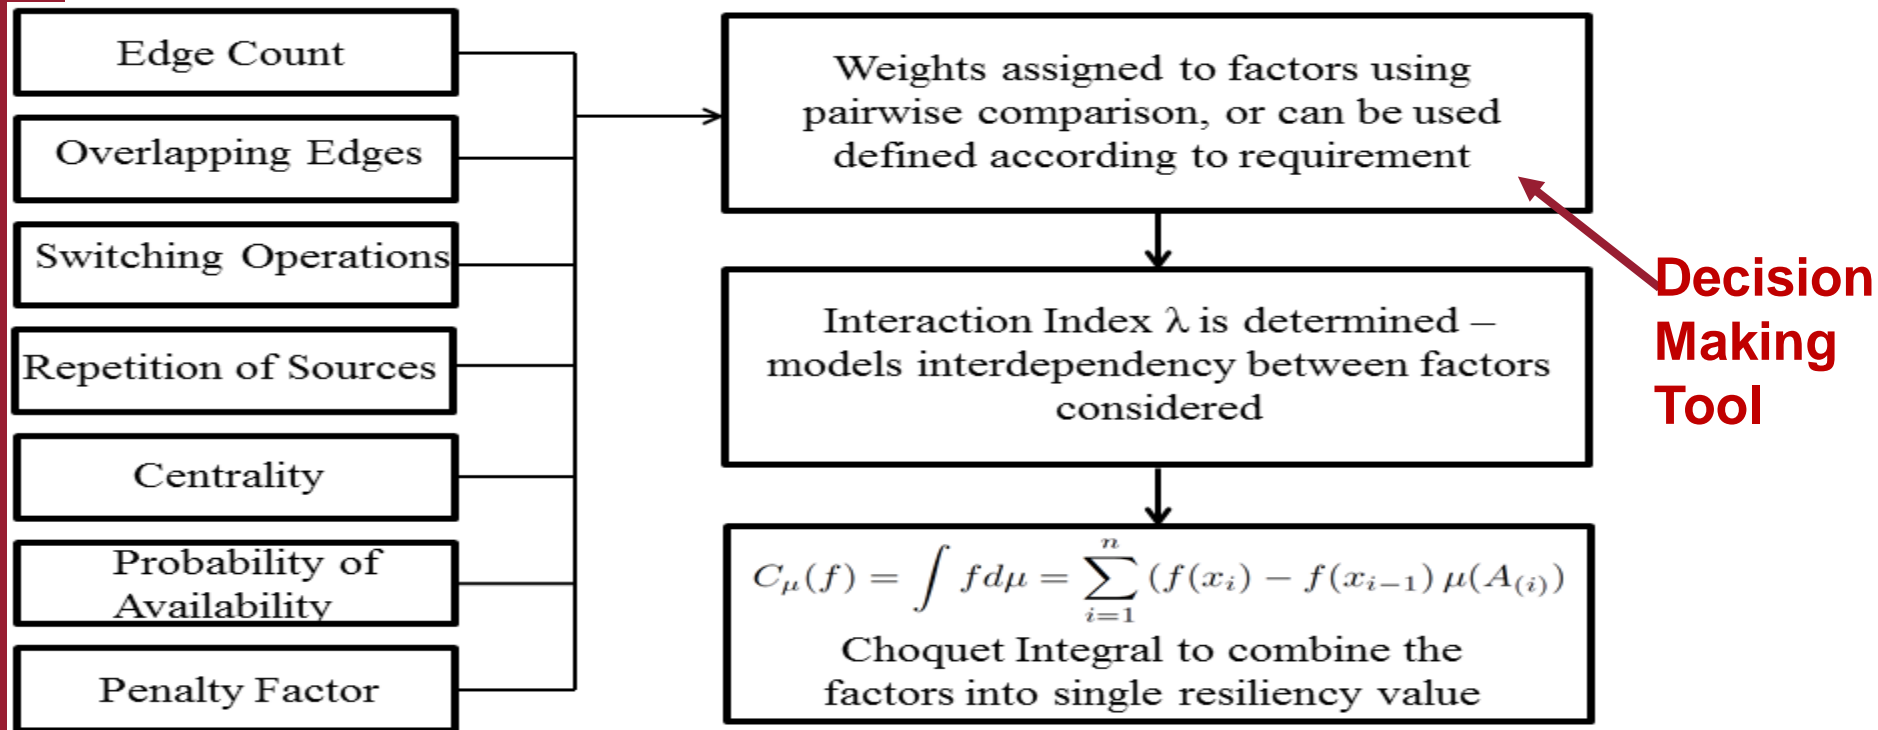 Edge Count
Overlapping Edges
Switching Operations
Repetition of Sources
Centrality
Probability of
Availability
Penalty Factor
Weights assigned to factors using
pairwise comparison, or can be used
defined according to requirement
Interaction Index λ is determined –
models interdependency between factors
considered
C_μ(f) = ∫ f dμ = ∑_{i=1}^{n} (f(x_i) − f(x_{i−1}) μ(A_{(i)})
Choquet Integral to combine the
factors into single resiliency value
Decision
Making
Tool